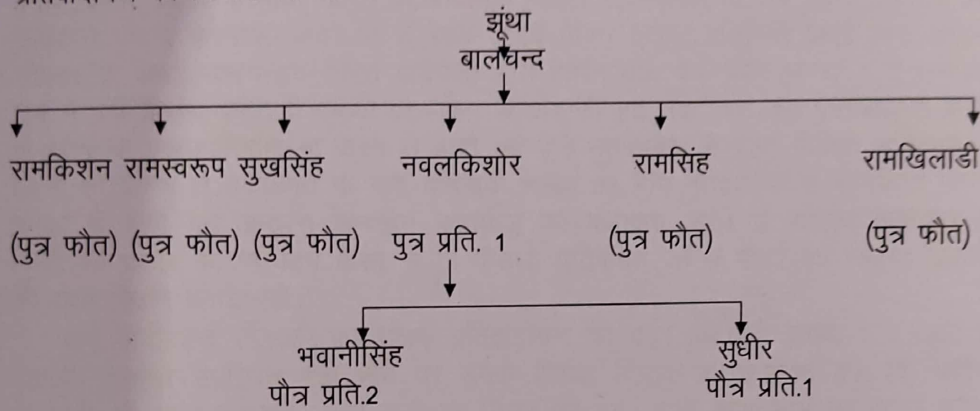 झूंथा
बालचन्द
रामकिशन रामस्वरूप सुखसिंह नवलकिशोर रामसिंह रामखिलाडी
(पुत्र फौत) (पुत्र फौत) (पुत्र फौत) पुत्र प्रति. 1 (पुत्र फौत) (पुत्र फौत)
भवानीसिंह सुधीर
पौत्र प्रति.2 पौत्र प्रति.1